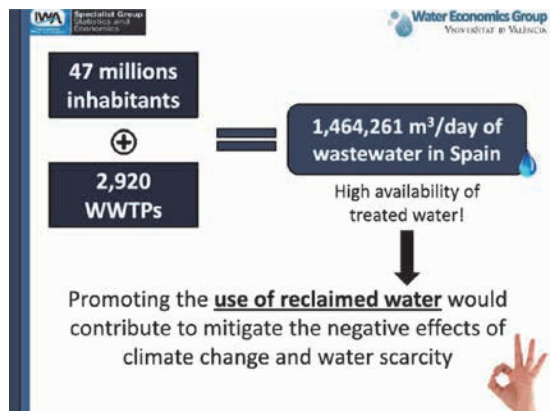 IWA
Specialist Group
Statistics and
Economics
Water Economics Group
VNIVERSITAT ID VALÈNCIA
47 millions
inhabitants
+
2,920
WWTPs
=
1,464,261 m³/day of
wastewater in Spain
High availability of
treated water!
Promoting the use of reclaimed water would
contribute to mitigate the negative effects of
climate change and water scarcity